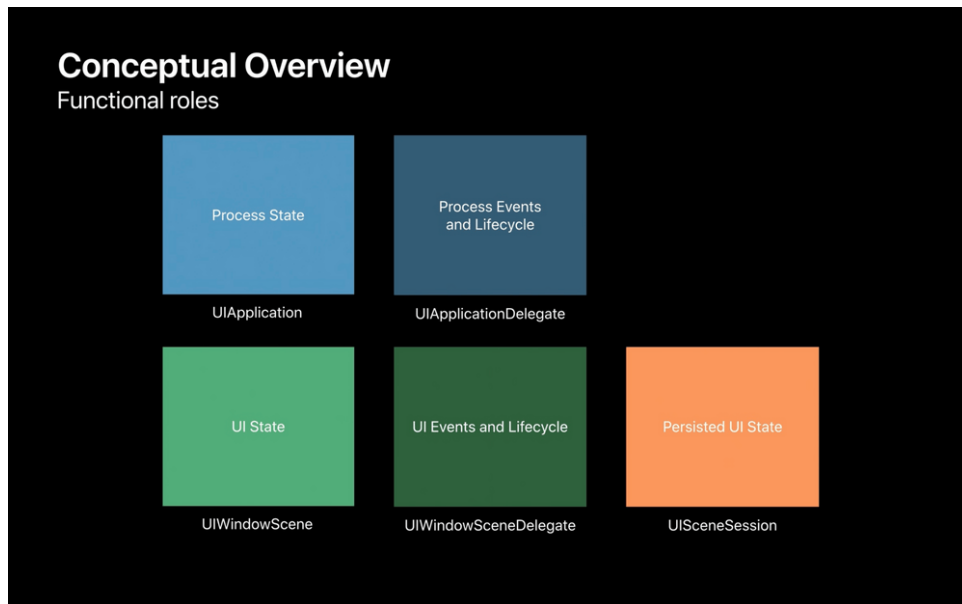 Conceptual Overview
Functional roles
Process State
Process Events
and Lifecycle
UIApplication
UIApplicationDelegate
UI State
UI Events and Lifecycle
Persisted UI State
UIWindowScene
UIWindowSceneDelegate
UISceneSession